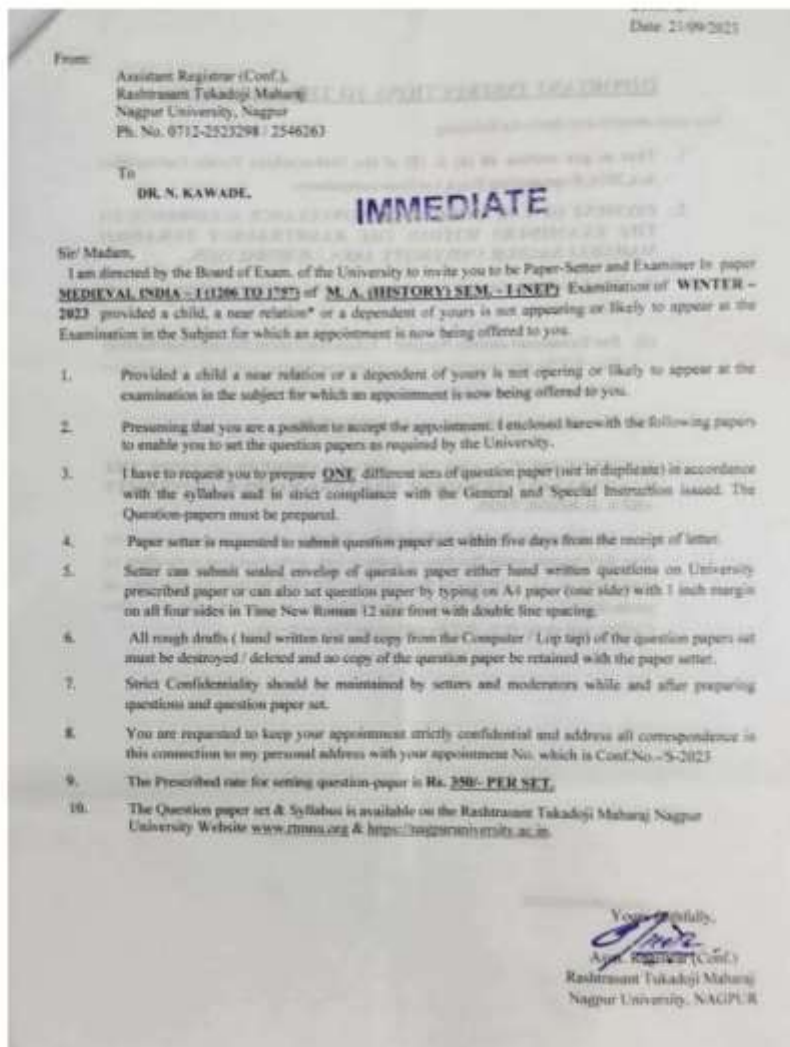 Date: 21/09/2023
From:
Assistant Registrar (Conf.),
Rashtrasant Tukadoji Maharaj
Nagpur University, Nagpur
Ph. No. 0712-2523298 / 2546263
To
DR. N. KAWADE,
IMMEDIATE
Sir/ Madam,
I am directed by the Board of Exam. of the University to invite you to be Paper-Setter and Examiner in paper
MEDIEVAL INDIA – I (1206 TO 1757) of M. A. (HISTORY) SEM. - I (NEP) Examination of WINTER –
2023 provided a child, a near relation* or a dependent of yours is not appearing or likely to appear at the
Examination in the Subject for which an appointment is now being offered to you.
1. Provided a child a near relation or a dependent of yours is not opering or likely to appear at the
examination in the subject for which an appointment is now being offered to you.
2. Presuming that you are a position to accept the appointment. I enclosed herewith the following papers
to enable you to set the question papers as required by the University.
3. I have to request you to prepare ONE different sets of question paper (not in duplicate) in accordance
with the syllabus and in strict compliance with the General and Special Instruction issued. The
Question-papers must be prepared.
4. Paper setter is requested to submit question paper set within five days from the receipt of letter.
5. Setter can submit sealed envelop of question paper either hand written questions on University
prescribed paper or can also set question paper by typing on A4 paper (one side) with 1 inch margin
on all four sides in Time New Roman 12 size front with double line spacing.
6. All rough drafts ( hand written test and copy from the Computer / Lop tap) of the question papers set
must be destroyed / deleted and no copy of the question paper be retained with the paper setter.
7. Strict Confidentiality should be maintained by setters and moderators while and after preparing
questions and question paper set.
8. You are requested to keep your appointment strictly confidential and address all correspondence in
this connection to my personal address with your appointment No. which is Conf.No.–/S-2023
9. The Prescribed rate for setting question-paper is Rs. 350/- PER SET.
10. The Question paper set & Syllabus is available on the Rashtrasant Tukadoji Maharaj Nagpur
University Website www.rtmnu.org & https://nagpuruniversity.ac.in.
Yours faithfully,
Asst. Registrar (Conf.)
Rashtrasant Tukadoji Maharaj
Nagpur University, NAGPUR